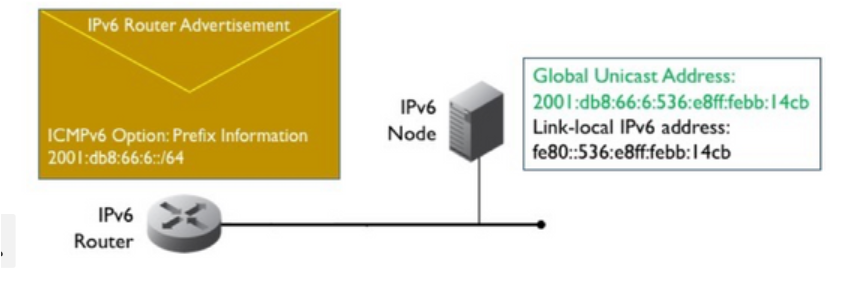 IPv6 Router Advertisement
ICMPv6 Option: Prefix Information
2001:db8:66:6::/64
IPv6
Node
Global Unicast Address:
2001:db8:66:6:536:e8ff:febb:14cb
Link-local IPv6 address:
fe80::536:e8ff:febb:14cb
IPv6
Router